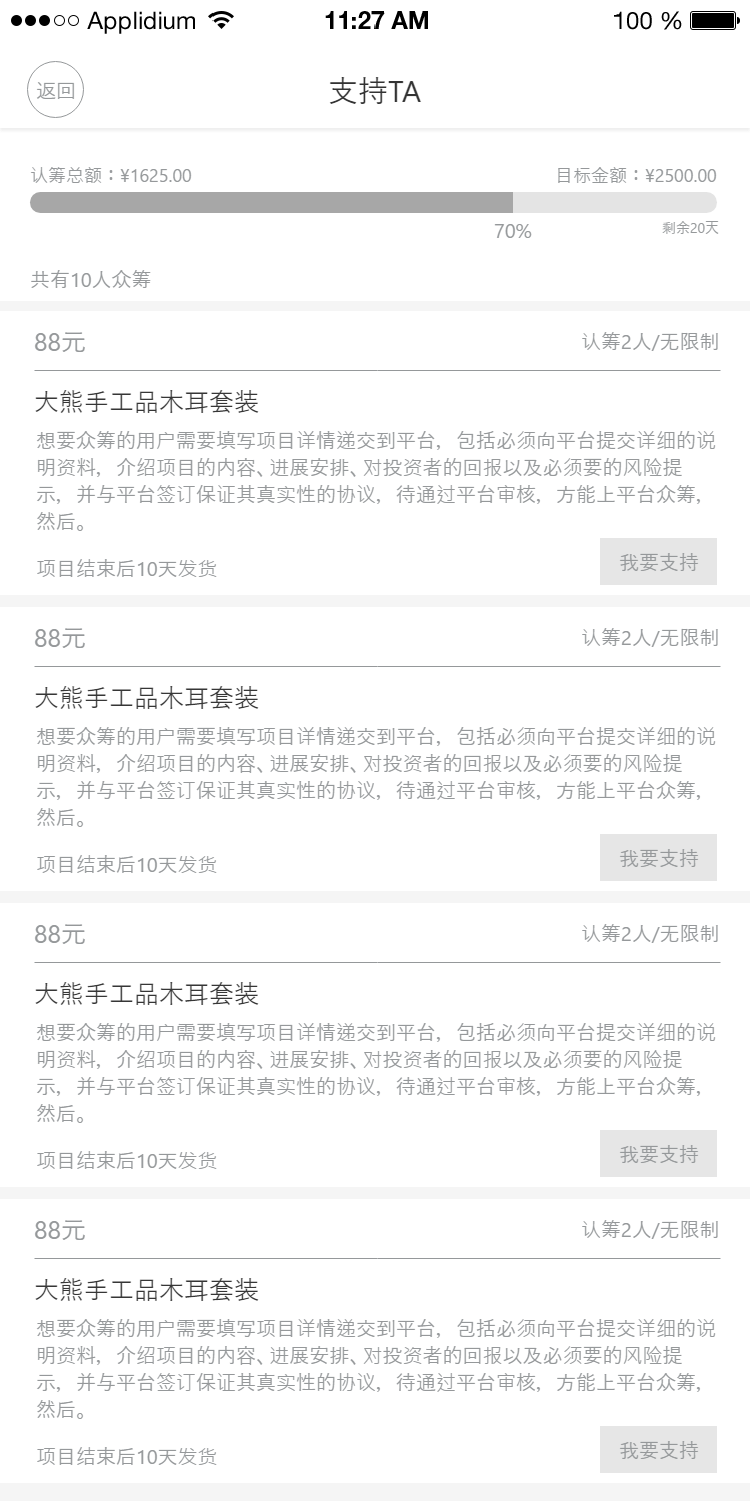 Applidium 11:27 AM 100 %
返回 支持TA
认筹总额：¥1625.00 目标金额：¥2500.00
70% 剩余20天
共有10人众筹
88元 认筹2人/无限制
大熊手工品木耳套装
想要众筹的用户需要填写项目详情递交到平台，包括必须向平台提交详细的说
明资料，介绍项目的内容、进展安排、对投资者的回报以及必须要的风险提
示，并与平台签订保证其真实性的协议，待通过平台审核，方能上平台众筹，
然后。
项目结束后10天发货 我要支持
88元 认筹2人/无限制
大熊手工品木耳套装
想要众筹的用户需要填写项目详情递交到平台，包括必须向平台提交详细的说
明资料，介绍项目的内容、进展安排、对投资者的回报以及必须要的风险提
示，并与平台签订保证其真实性的协议，待通过平台审核，方能上平台众筹，
然后。
项目结束后10天发货 我要支持
88元 认筹2人/无限制
大熊手工品木耳套装
想要众筹的用户需要填写项目详情递交到平台，包括必须向平台提交详细的说
明资料，介绍项目的内容、进展安排、对投资者的回报以及必须要的风险提
示，并与平台签订保证其真实性的协议，待通过平台审核，方能上平台众筹，
然后。
项目结束后10天发货 我要支持
88元 认筹2人/无限制
大熊手工品木耳套装
想要众筹的用户需要填写项目详情递交到平台，包括必须向平台提交详细的说
明资料，介绍项目的内容、进展安排、对投资者的回报以及必须要的风险提
示，并与平台签订保证其真实性的协议，待通过平台审核，方能上平台众筹，
然后。
项目结束后10天发货 我要支持